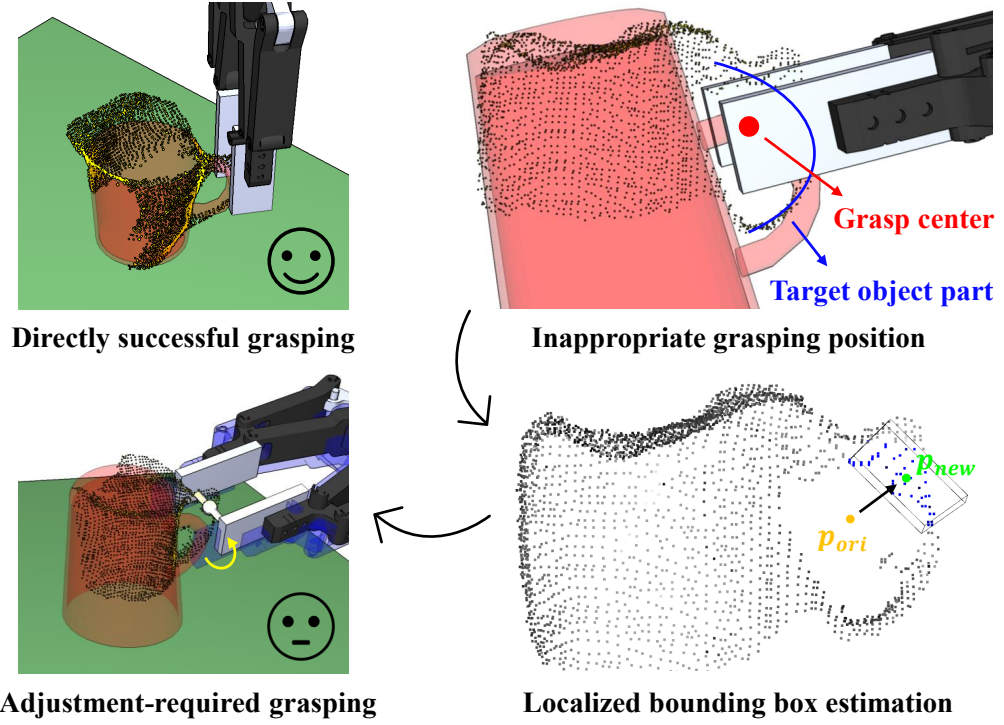 Grasp center
Target object part
Directly successful grasping
Inappropriate grasping position
p_new
p_ori
Adjustment-required grasping
Localized bounding box estimation